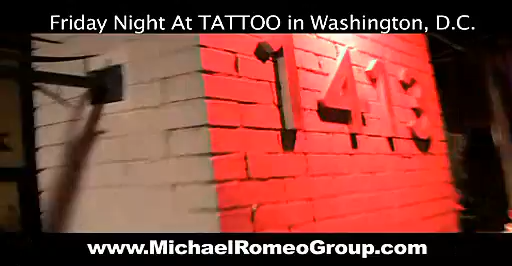 Friday Night At TATTOO in Washington, D.C.
1413
www.MichaelRomeoGroup.com